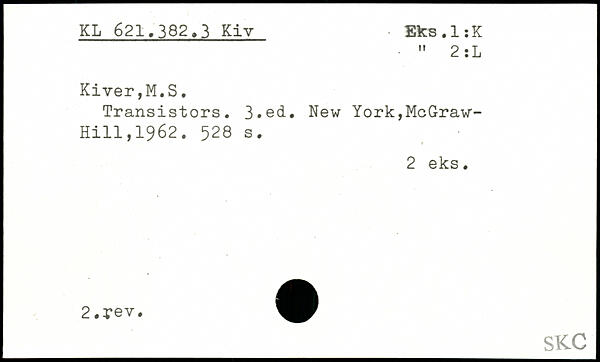 KL 621.382.3 Kiv Eks.1:K
" 2:L
Kiver,M.S.
Transistors. 3.ed. New York,McGraw-
Hill,1962. 528 s.
2 eks.
2.rev.
SKC